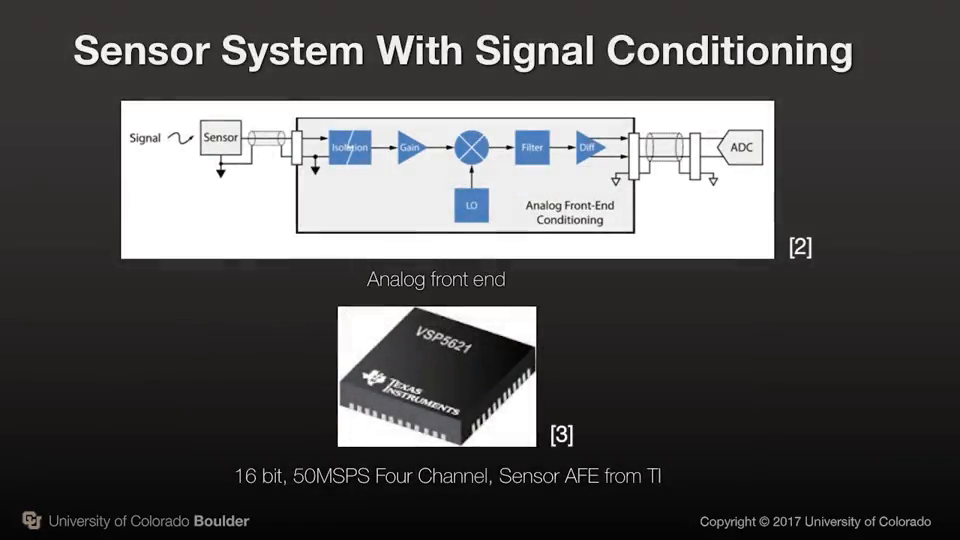 Sensor System With Signal Conditioning
Signal
Sensor
Isolation
Gain
Filter
Diff
ADC
LO
Analog Front-End
Conditioning
[2]
Analog front end
VSP5621
TEXAS
INSTRUMENTS
[3]
16 bit, 50MSPS Four Channel, Sensor AFE from TI
CU
University of Colorado Boulder
Copyright © 2017 University of Colorado